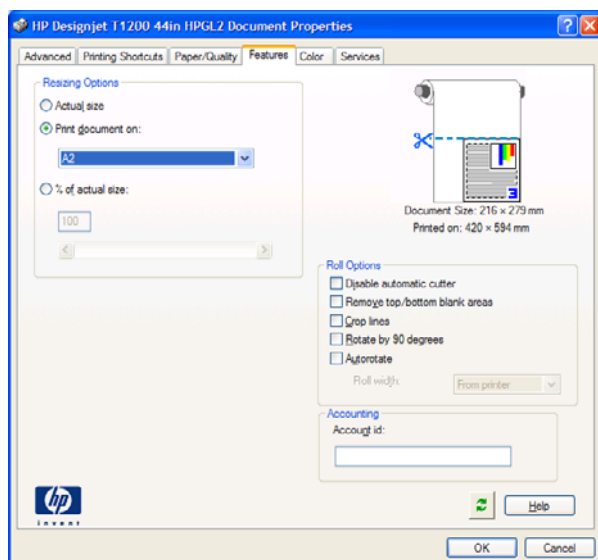 HP Designjet T1200 44in HPGL2 Document Properties
Advanced Printing Shortcuts Paper/Quality Features Color Services
Resizing Options
Actual size
Print document on:
A2
% of actual size:
100
3
Document Size: 216 × 279 mm
Printed on: 420 × 594 mm
Roll Options
Disable automatic cutter
Remove top/bottom blank areas
Crop lines
Rotate by 90 degrees
Autorotate
Roll width: From printer
Accounting
Account id:
hp
invent
Help
OK Cancel